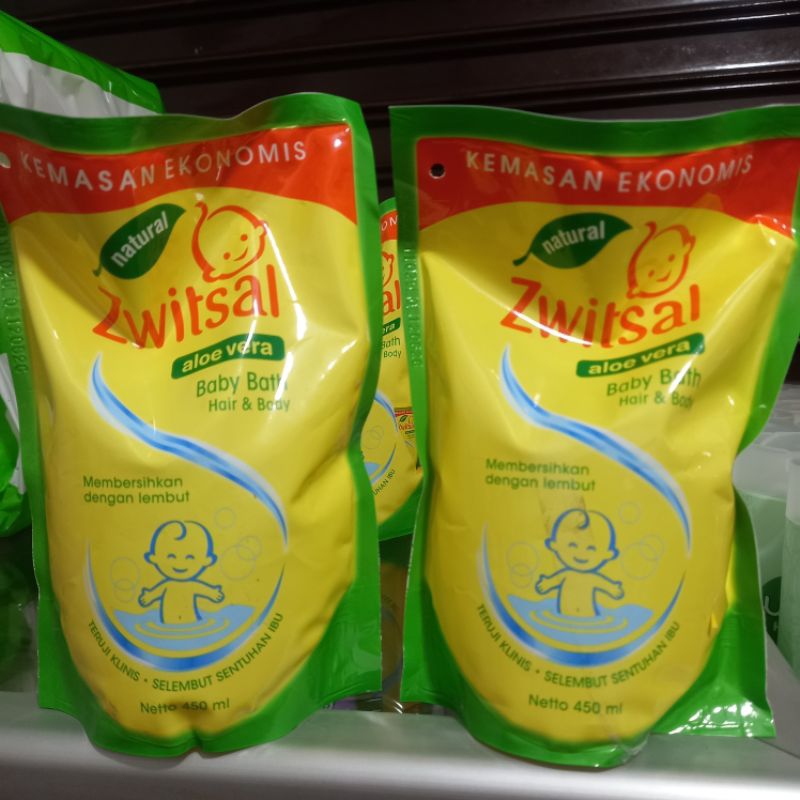 KEMASAN EKONOMIS
natural
Zwitsal
aloe vera
Baby Bath
Hair & Body
Membersihkan
dengan lembut
TERUJI KLINIS • SELEMBUT SENTUHAN IBU
Netto 450 ml
KEMASAN EKONOMIS
natural
Zwitsal
aloe vera
Baby Bath
Hair & Body
Membersihkan
dengan lembut
TERUJI KLINIS • SELEMBUT SENTUHAN IBU
Netto 450 ml